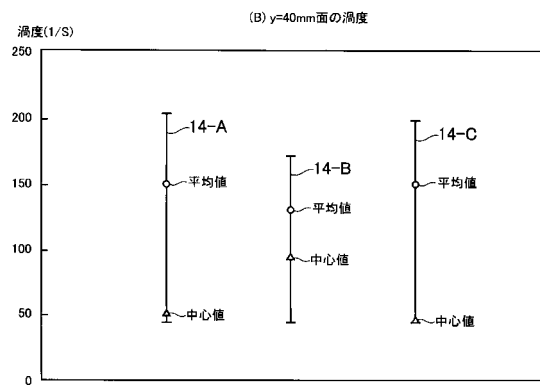 (B) y=40mm面の渦度
渦度(1/S)
250
200
150
100
50
0
14-A
平均値
中心値
14-B
平均値
中心値
14-C
平均値
中心値